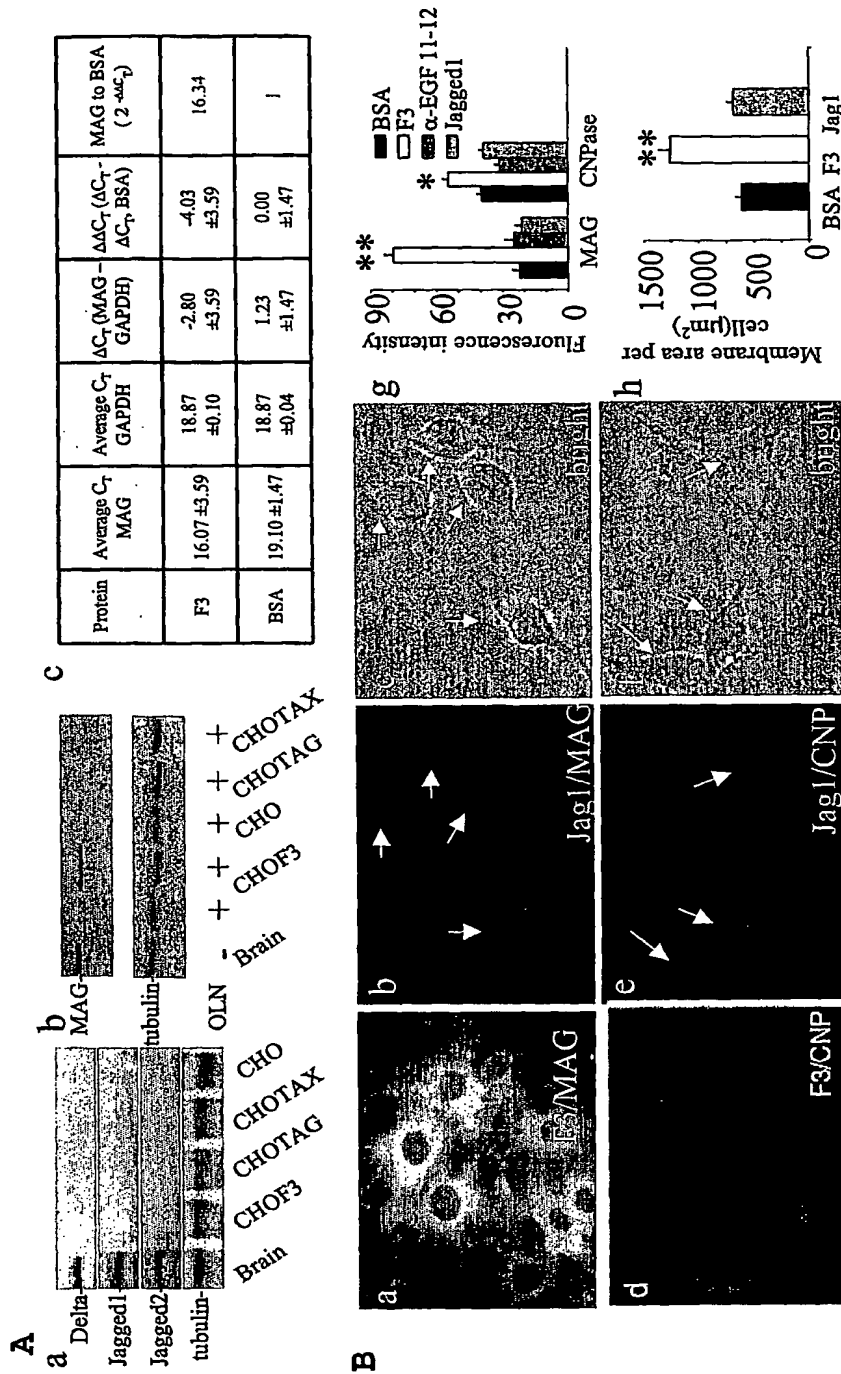 A
a
Delta-
Jagged1-
Jagged2-
tubulin-
Brain
CHOF3
CHOTAG
CHOTAX
CHO
b
MAG-
tubulin-
OLN - + + + + +
Brain
CHOF3
CHO
CHOTAG
CHOTAX
c
Protein
Average CT MAG
Average CT GAPDH
ΔCT (MAG – GAPDH)
ΔΔCT (ΔCT - ΔCT, BSA)
MAG to BSA (2 -ΔΔCT)
F3
16.07 ±3.59
18.87 ±0.10
-2.80 ±3.59
-4.03 ±3.59
16.34
BSA
19.10 ±1.47
18.87 ±0.04
1.23 ±1.47
0.00 ±1.47
1
B
a
F3/MAG
b
Jag1/MAG
c
bright
d
F3/CNP
e
Jag1/CNP
f
bright
g
Fluorescence intensity
90
60
30
0
**
*
BSA
F3
α-EGF 11-12
Jagged1
MAG
CNPase
h
Membrane area per
cell(μm²)
1500
1000
500
0
**
BSA
F3
Jag1